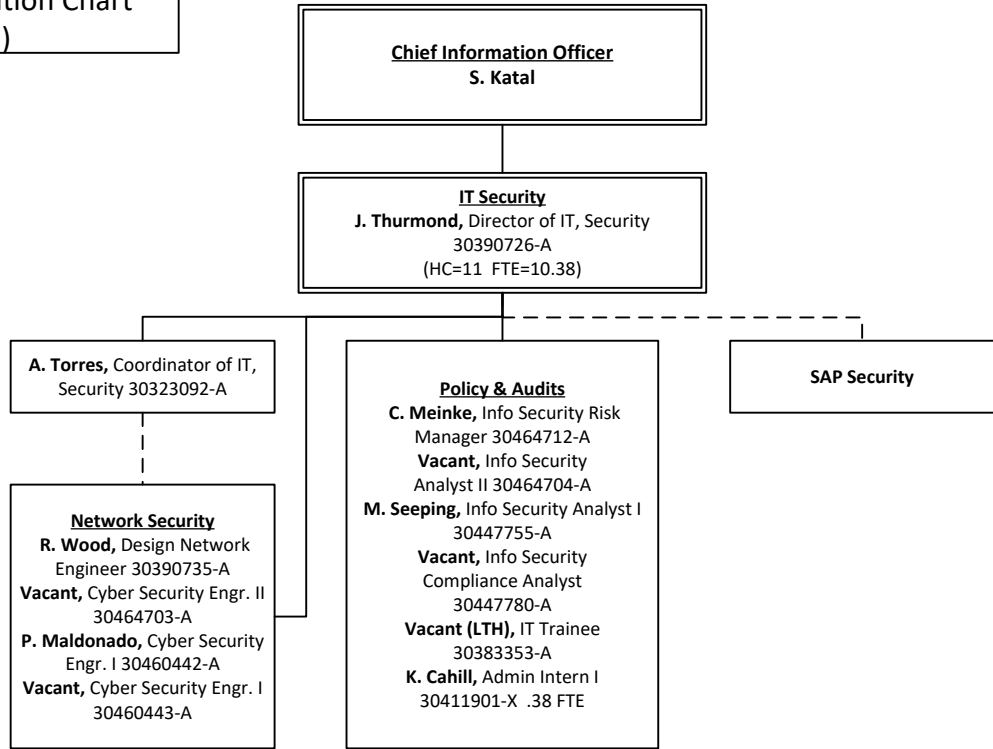 ation Chart
)
Chief Information Officer
S. Katal
IT Security
J. Thurmond, Director of IT, Security
30390726-A
(HC=11 FTE=10.38)
A. Torres, Coordinator of IT,
Security 30323092-A
Network Security
R. Wood, Design Network
Engineer 30390735-A
Vacant, Cyber Security Engr. II
30464703-A
P. Maldonado, Cyber Security
Engr. I 30460442-A
Vacant, Cyber Security Engr. I
30460443-A
Policy & Audits
C. Meinke, Info Security Risk
Manager 30464712-A
Vacant, Info Security
Analyst II 30464704-A
M. Seeping, Info Security Analyst I
30447755-A
Vacant, Info Security
Compliance Analyst
30447780-A
Vacant (LTH), IT Trainee
30383353-A
K. Cahill, Admin Intern I
30411901-X .38 FTE
SAP Security